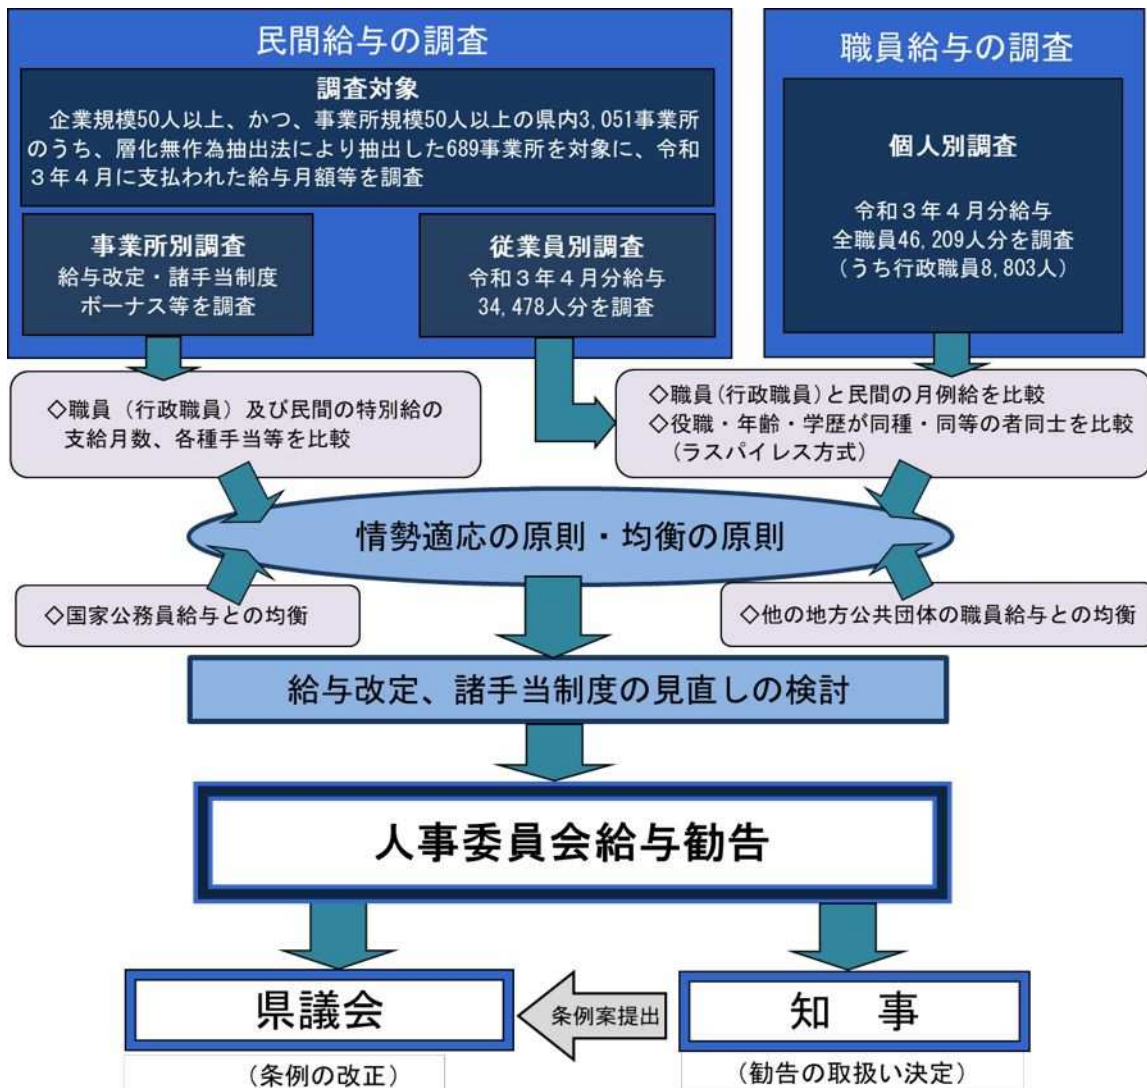 民間給与の調査
調査対象
企業規模50人以上、かつ、事業所規模50人以上の県内3,051事業所
のうち、層化無作為抽出法により抽出した689事業所を対象に、令和
3年4月に支払われた給与月額等を調査
事業所別調査
給与改定・諸手当制度
ボーナス等を調査
従業員別調査
令和3年4月分給与
34,478人分を調査
職員給与の調査
個人別調査
令和3年4月分給与
全職員46,209人分を調査
(うち行政職員8,803人)
◇職員(行政職員)及び民間の特別給の
支給月数、各種手当等を比較
◇職員(行政職員)と民間の月例給を比較
◇役職・年齢・学歴が同種・同等の者同士を比較
(ラスパイレス方式)
情勢適応の原則・均衡の原則
◇国家公務員給与との均衡
◇他の地方公共団体の職員給与との均衡
給与改定、諸手当制度の見直しの検討
人事委員会給与勧告
県議会
条例案提出
知 事
(条例の改正)
(勧告の取扱い決定)